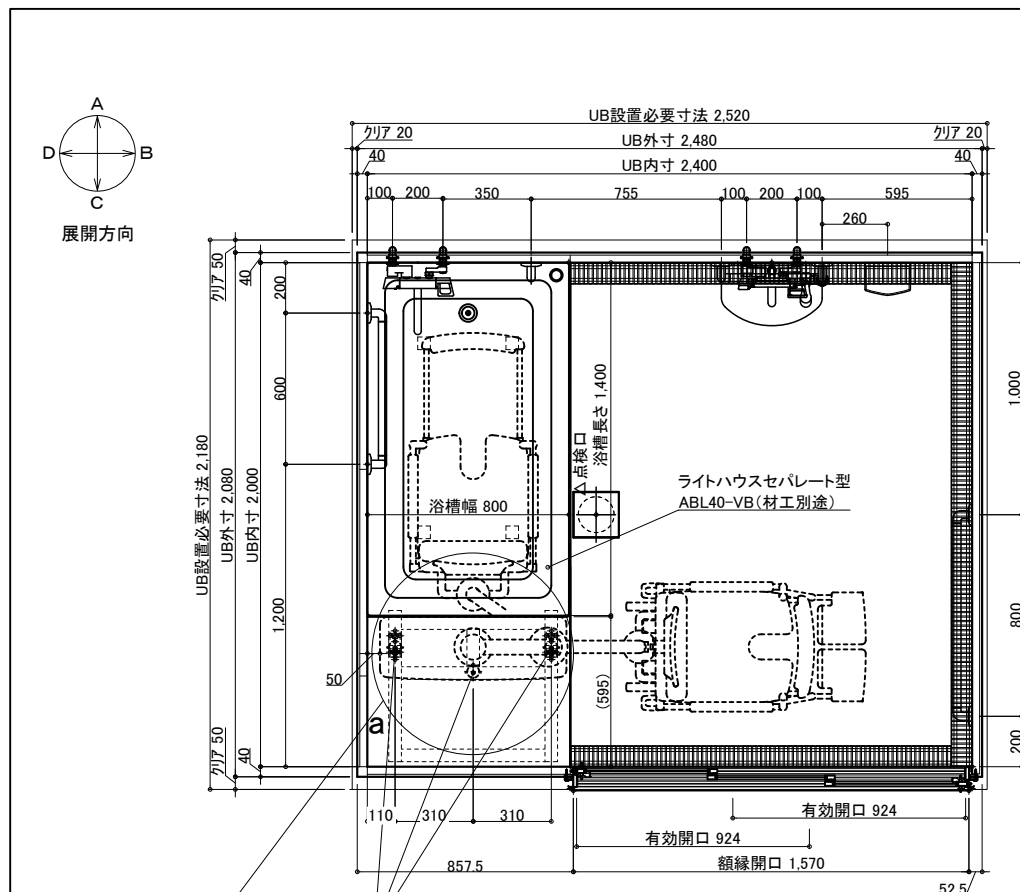 A
D
B
C
展開方向
UB設置必要寸法 2,520
クリア 20
UB外寸 2,480
クリア 20
40
UB内寸 2,400
40
100
200
350
755
100
200
100
595
260
クリア 50
40
200
600
1,200
UB設置必要寸法 2,180
UB外寸 2,080
UB内寸 2,000
クリア 50
40
50
浴槽幅 800
△点検口
浴槽長さ 1,400
ライトハウスセパレート型
ABL40-VB(材工別途)
(595)
1,000
800
200
a
110
310
310
有効開口 924
有効開口 924
857.5
額縁開口 1,570
52.5